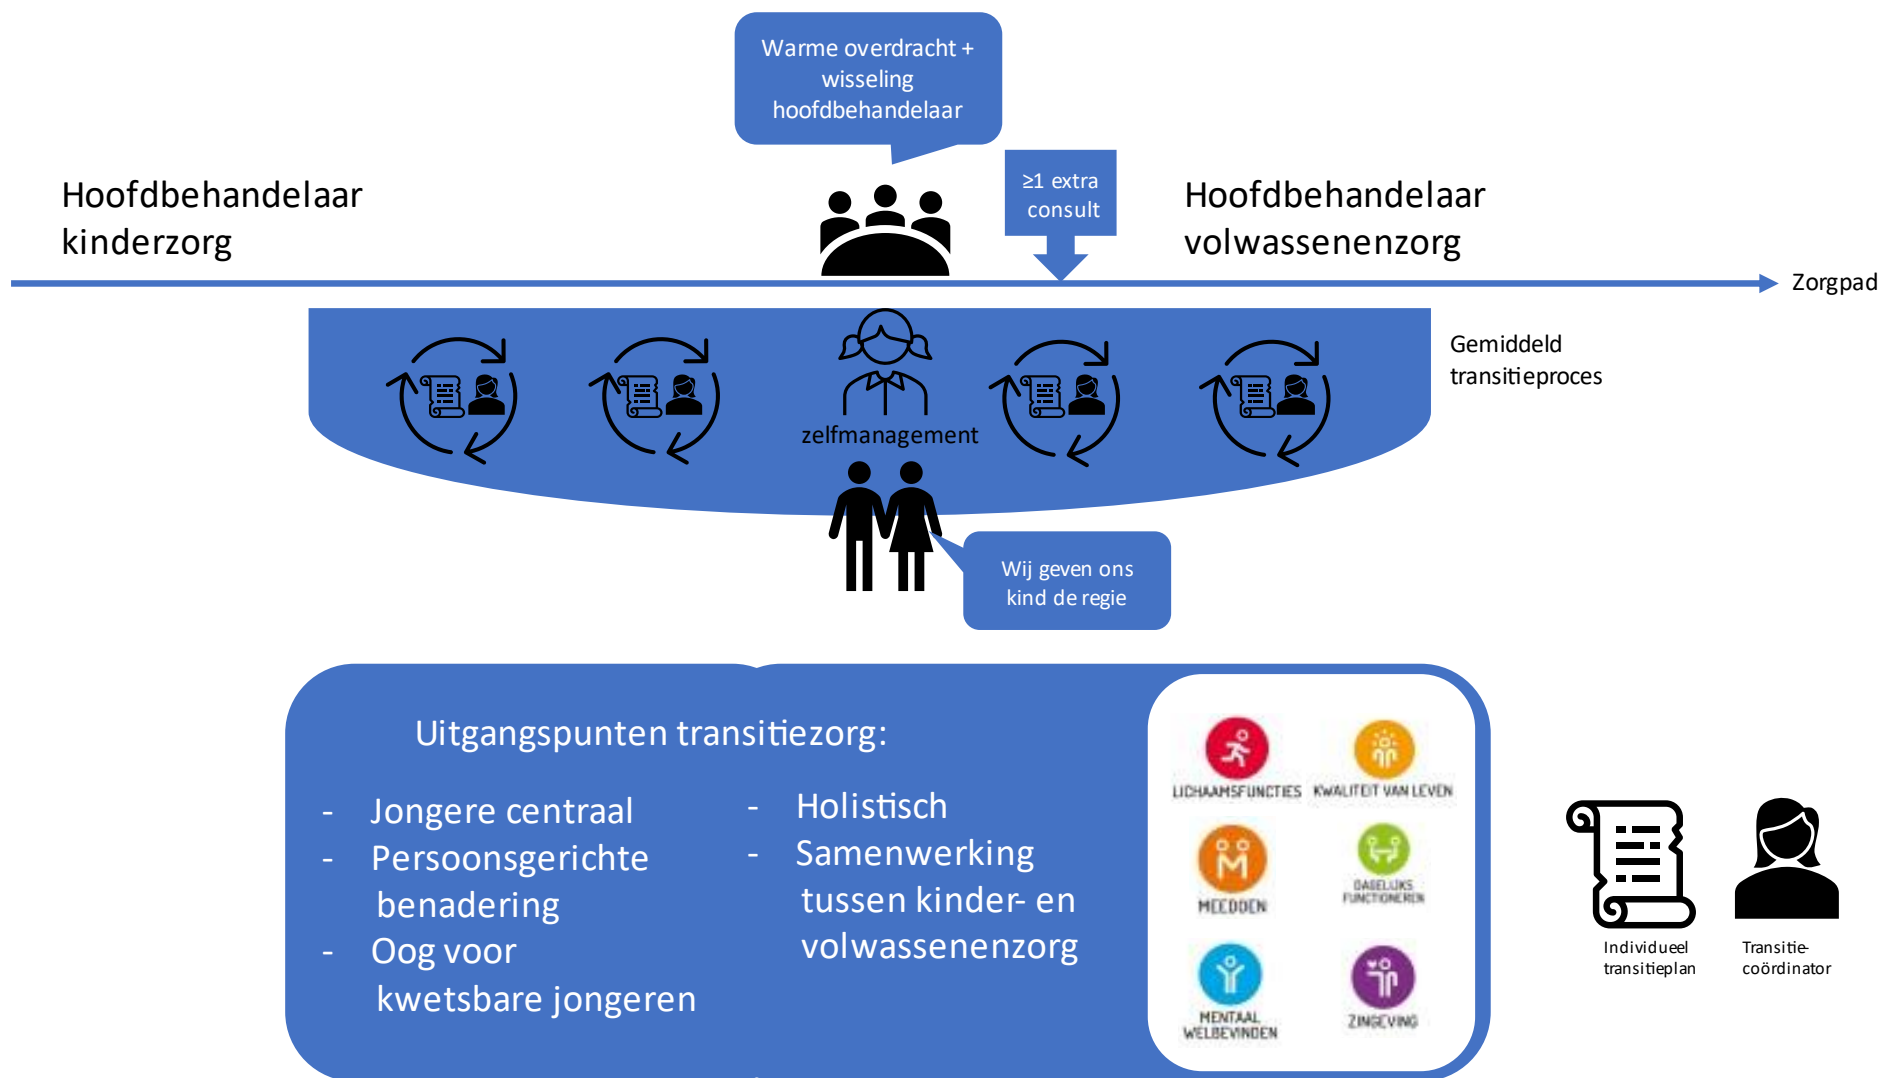 Warme overdracht +
wisseling
hoofdbehandelaar
≥1 extra
consult
Hoofdbehandelaar
kinderzorg
Hoofdbehandelaar
volwassenenzorg
Zorgpad
Gemiddeld
transitieproces
zelfmanagement
Wij geven ons
kind de regie
Uitgangspunten transitiezorg:
- Jongere centraal
- Persoonsgerichte
benadering
- Oog voor
kwetsbare jongeren
- Holistisch
- Samenwerking
tussen kinder- en
volwassenenzorg
LICHAAMSFUNCTIES
KWALITEIT VAN LEVEN
MEEDOEN
DAGELIJKS
FUNCTIONEREN
MENTAAL
WELBEVINDEN
ZINGEVING
Individueel
transitieplan
Transitie-
coördinator